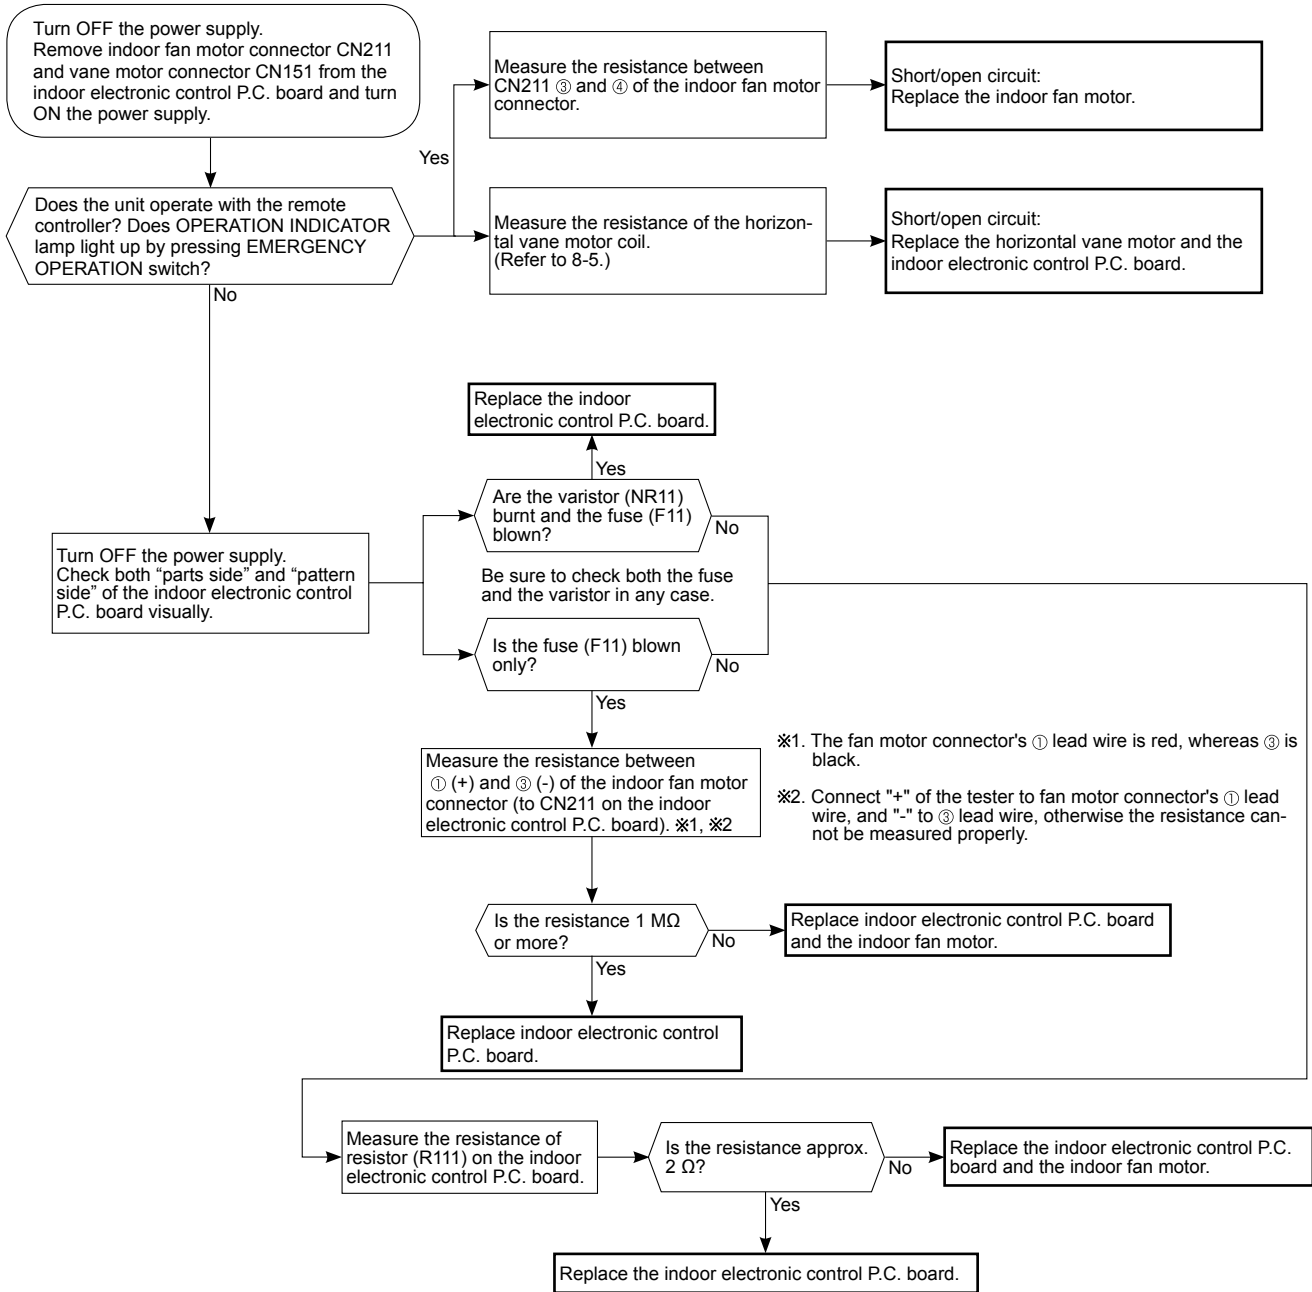 Turn OFF the power supply.
Remove indoor fan motor connector CN211
and vane motor connector CN151 from the
indoor electronic control P.C. board and turn
ON the power supply.
Does the unit operate with the remote
controller? Does OPERATION INDICATOR
lamp light up by pressing EMERGENCY
OPERATION switch?
Yes
Measure the resistance between
CN211 ③ and ④ of the indoor fan motor
connector.
Short/open circuit:
Replace the indoor fan motor.
Measure the resistance of the horizon-
tal vane motor coil.
(Refer to 8-5.)
Short/open circuit:
Replace the horizontal vane motor and the
indoor electronic control P.C. board.
No
Turn OFF the power supply.
Check both “parts side” and “pattern
side” of the indoor electronic control
P.C. board visually.
Replace the indoor
electronic control P.C. board.
Yes
Are the varistor (NR11)
burnt and the fuse (F11)
blown?
No
Be sure to check both the fuse
and the varistor in any case.
Is the fuse (F11) blown
only?
No
Yes
Measure the resistance between
① (+) and ③ (-) of the indoor fan motor
connector (to CN211 on the indoor
electronic control P.C. board). ※1, ※2
※1. The fan motor connector's ① lead wire is red, whereas ③ is
black.
※2. Connect "+" of the tester to fan motor connector's ① lead
wire, and "-" to ③ lead wire, otherwise the resistance can-
not be measured properly.
Is the resistance 1 MΩ
or more?
No
Replace indoor electronic control P.C. board
and the indoor fan motor.
Yes
Replace indoor electronic control
P.C. board.
Measure the resistance of
resistor (R111) on the indoor
electronic control P.C. board.
Is the resistance approx.
2 Ω?
No
Replace the indoor electronic control P.C.
board and the indoor fan motor.
Yes
Replace the indoor electronic control P.C. board.